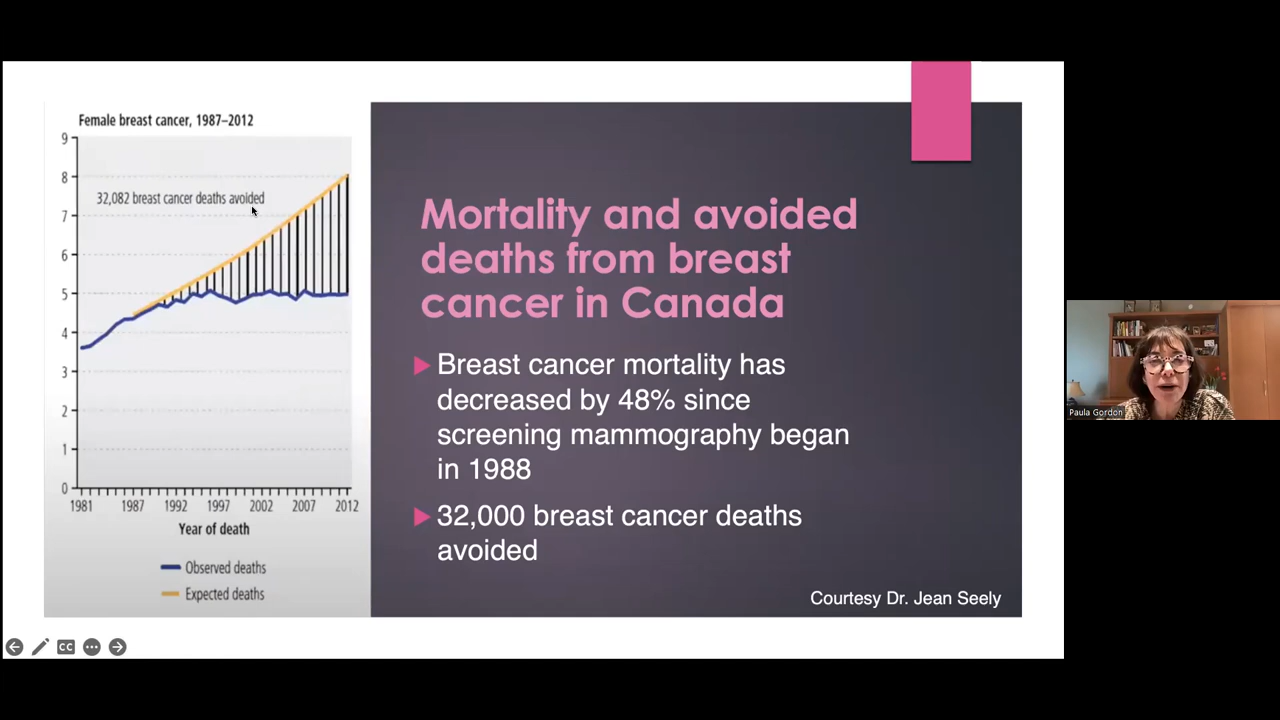 Female breast cancer, 1987–2012
9
8
32,082 breast cancer deaths avoided
7
6
5
4
3
2
1
0
1981 1987 1992 1997 2002 2007 2012
Year of death
Observed deaths
Expected deaths
Mortality and avoided
deaths from breast
cancer in Canada
Breast cancer mortality has
decreased by 48% since
screening mammography began
in 1988
32,000 breast cancer deaths
avoided
Courtesy Dr. Jean Seely
CC
Paula Gordon